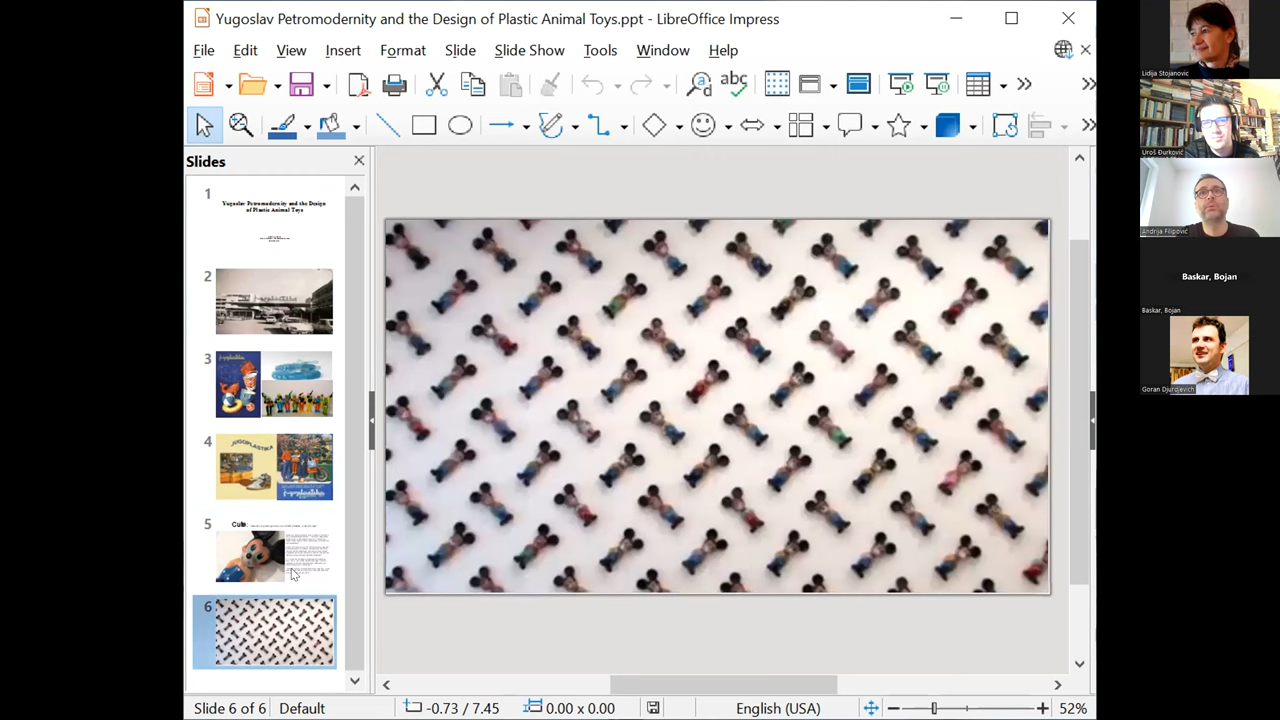 Yugoslav Petromodernity and the Design of Plastic Animal Toys.ppt - LibreOffice Impress
File Edit View Insert Format Slide Slide Show Tools Window Help
abc
Slides
1
Yugoslav Petromodernity and the Design
of Plastic Animal Toys
2
3
4
JUGOPLASTIKA
5
Cute:
6
Slide 6 of 6
Default
-0.73 / 7.45
0.00 x 0.00
English (USA)
52%
Lidija Stojanovic
Uroš Đurković
Andrija Filipović
Baskar, Bojan
Baskar, Bojan
Goran Djurdjevich